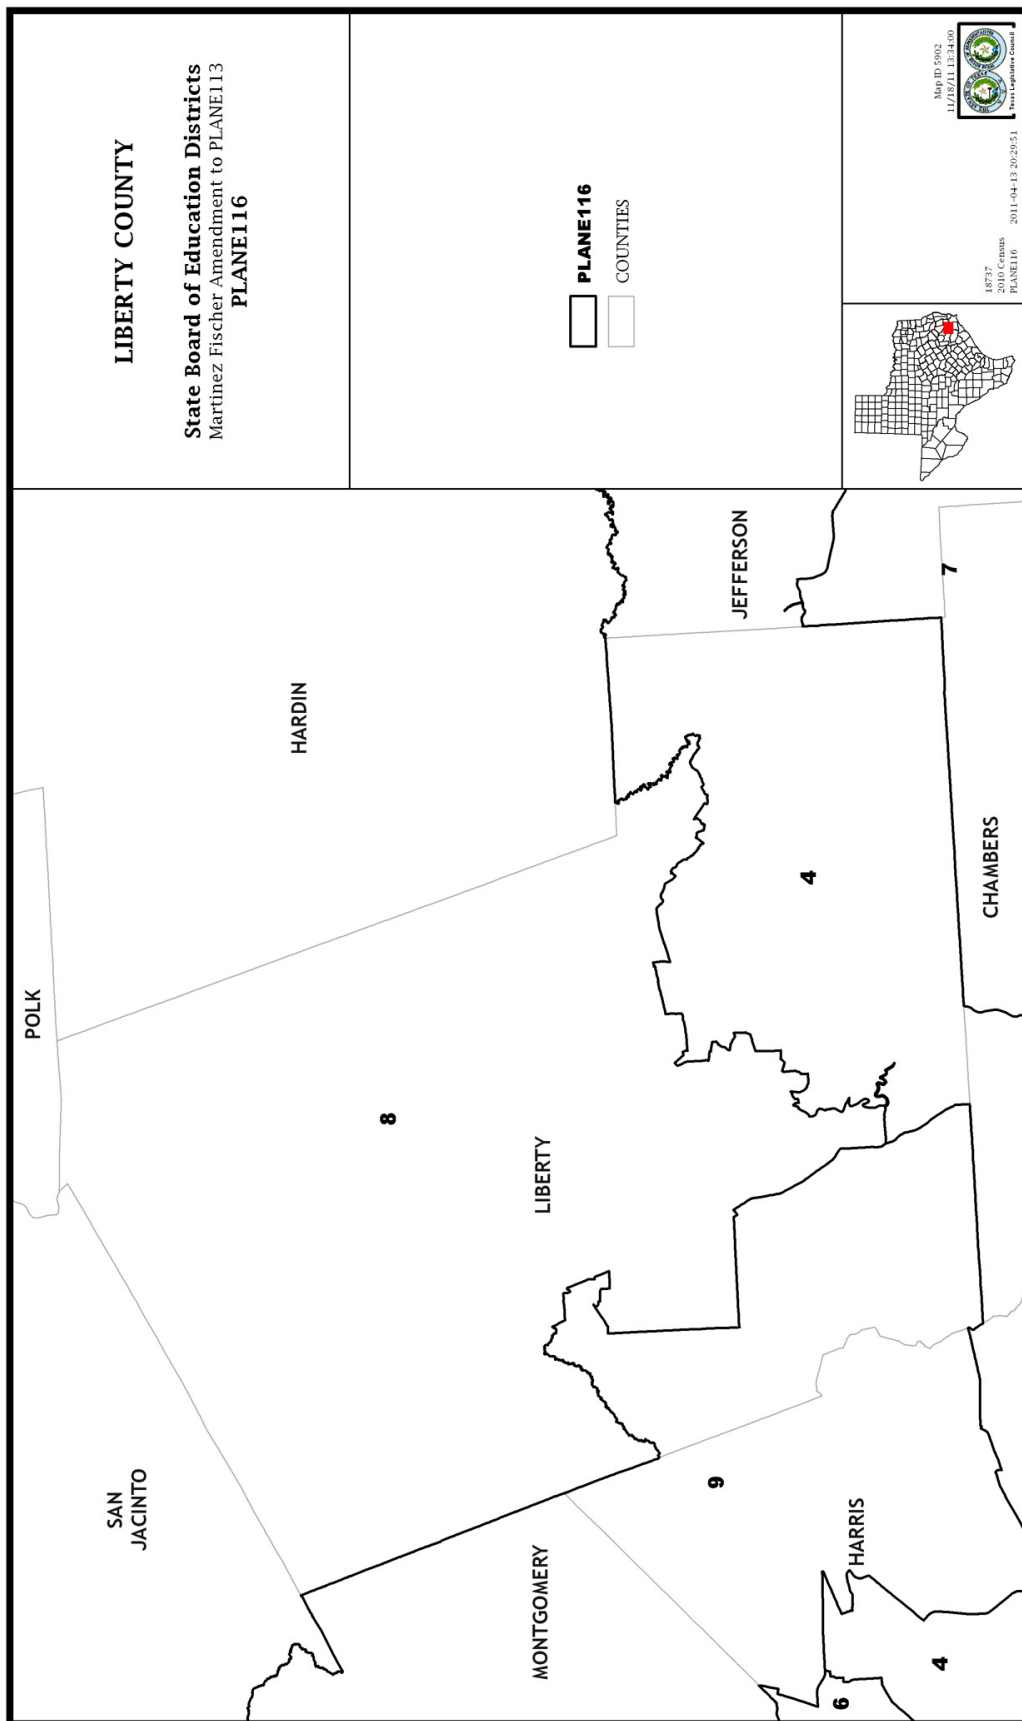 LIBERTY COUNTY
State Board of Education Districts
Martinez Fischer Amendment to PLANE113
PLANE116
PLANE116
COUNTIES
Map ID 5902
11/18/11 13:34:00
Texas Legislative Council
18737
2010 Census
PLANE116 2011-04-13 20:29:51
POLK
SAN
JACINTO
HARDIN
8
LIBERTY
MONTGOMERY
9
JEFFERSON
4
7
HARRIS
CHAMBERS
6
4